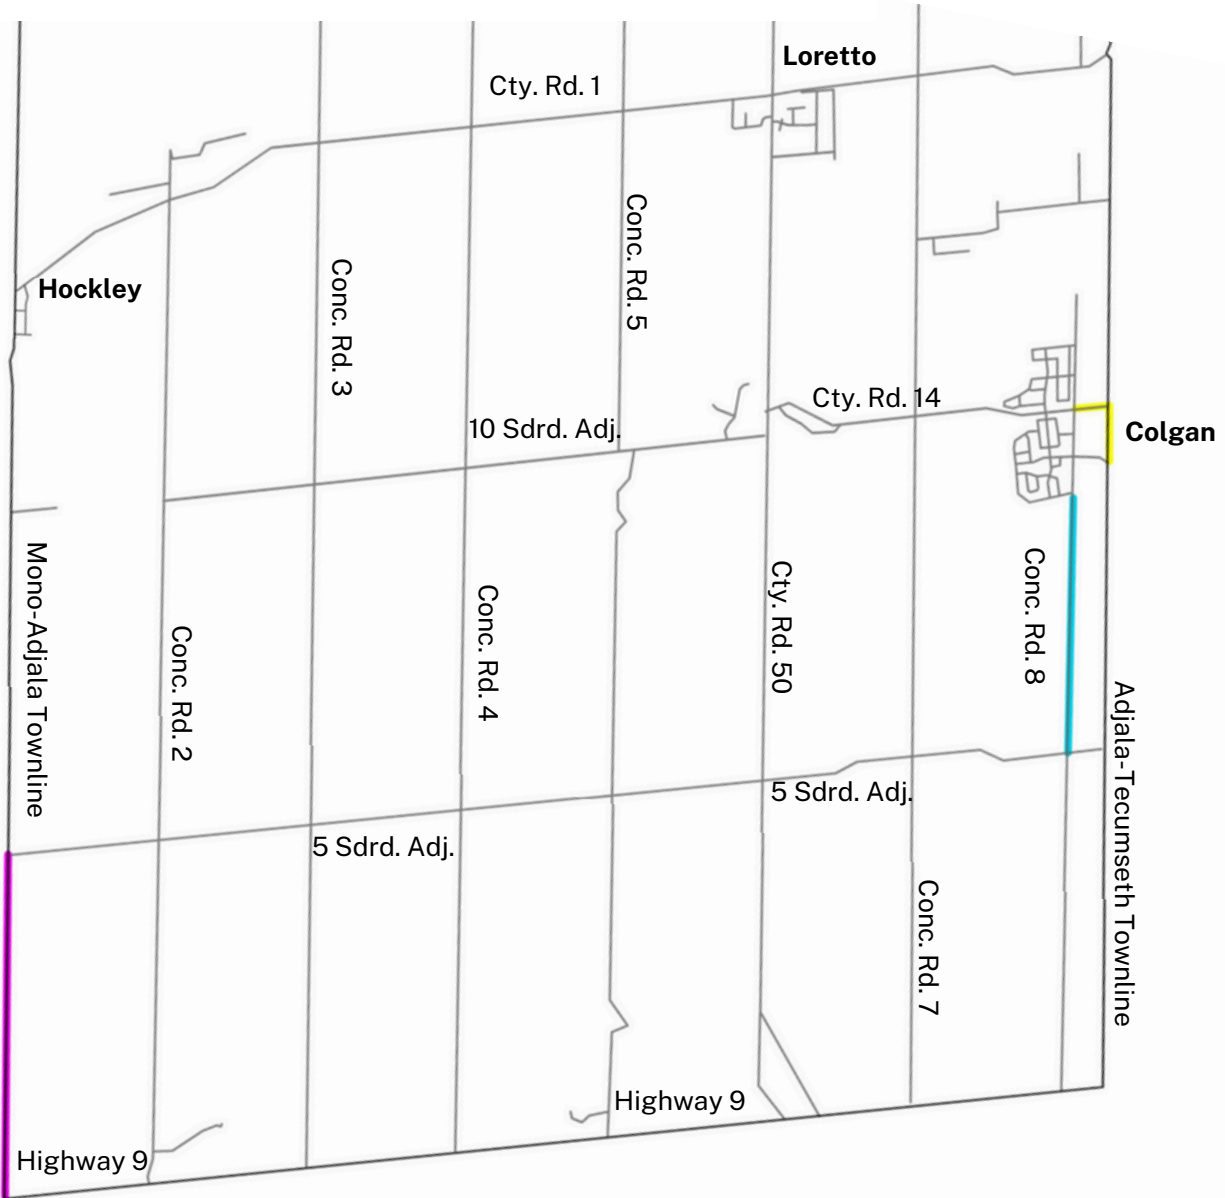 Loretto
Cty. Rd. 1
Conc. Rd. 5
Conc. Rd. 3
Hockley
Cty. Rd. 14
10 Sdrd. Adj.
Colgan
Mono-Adjala Townline
Conc. Rd. 2
Conc. Rd. 4
Cty. Rd. 50
Conc. Rd. 8
Adjala-Tecumseth Townline
5 Sdrd. Adj.
5 Sdrd. Adj.
Conc. Rd. 7
Highway 9
Highway 9